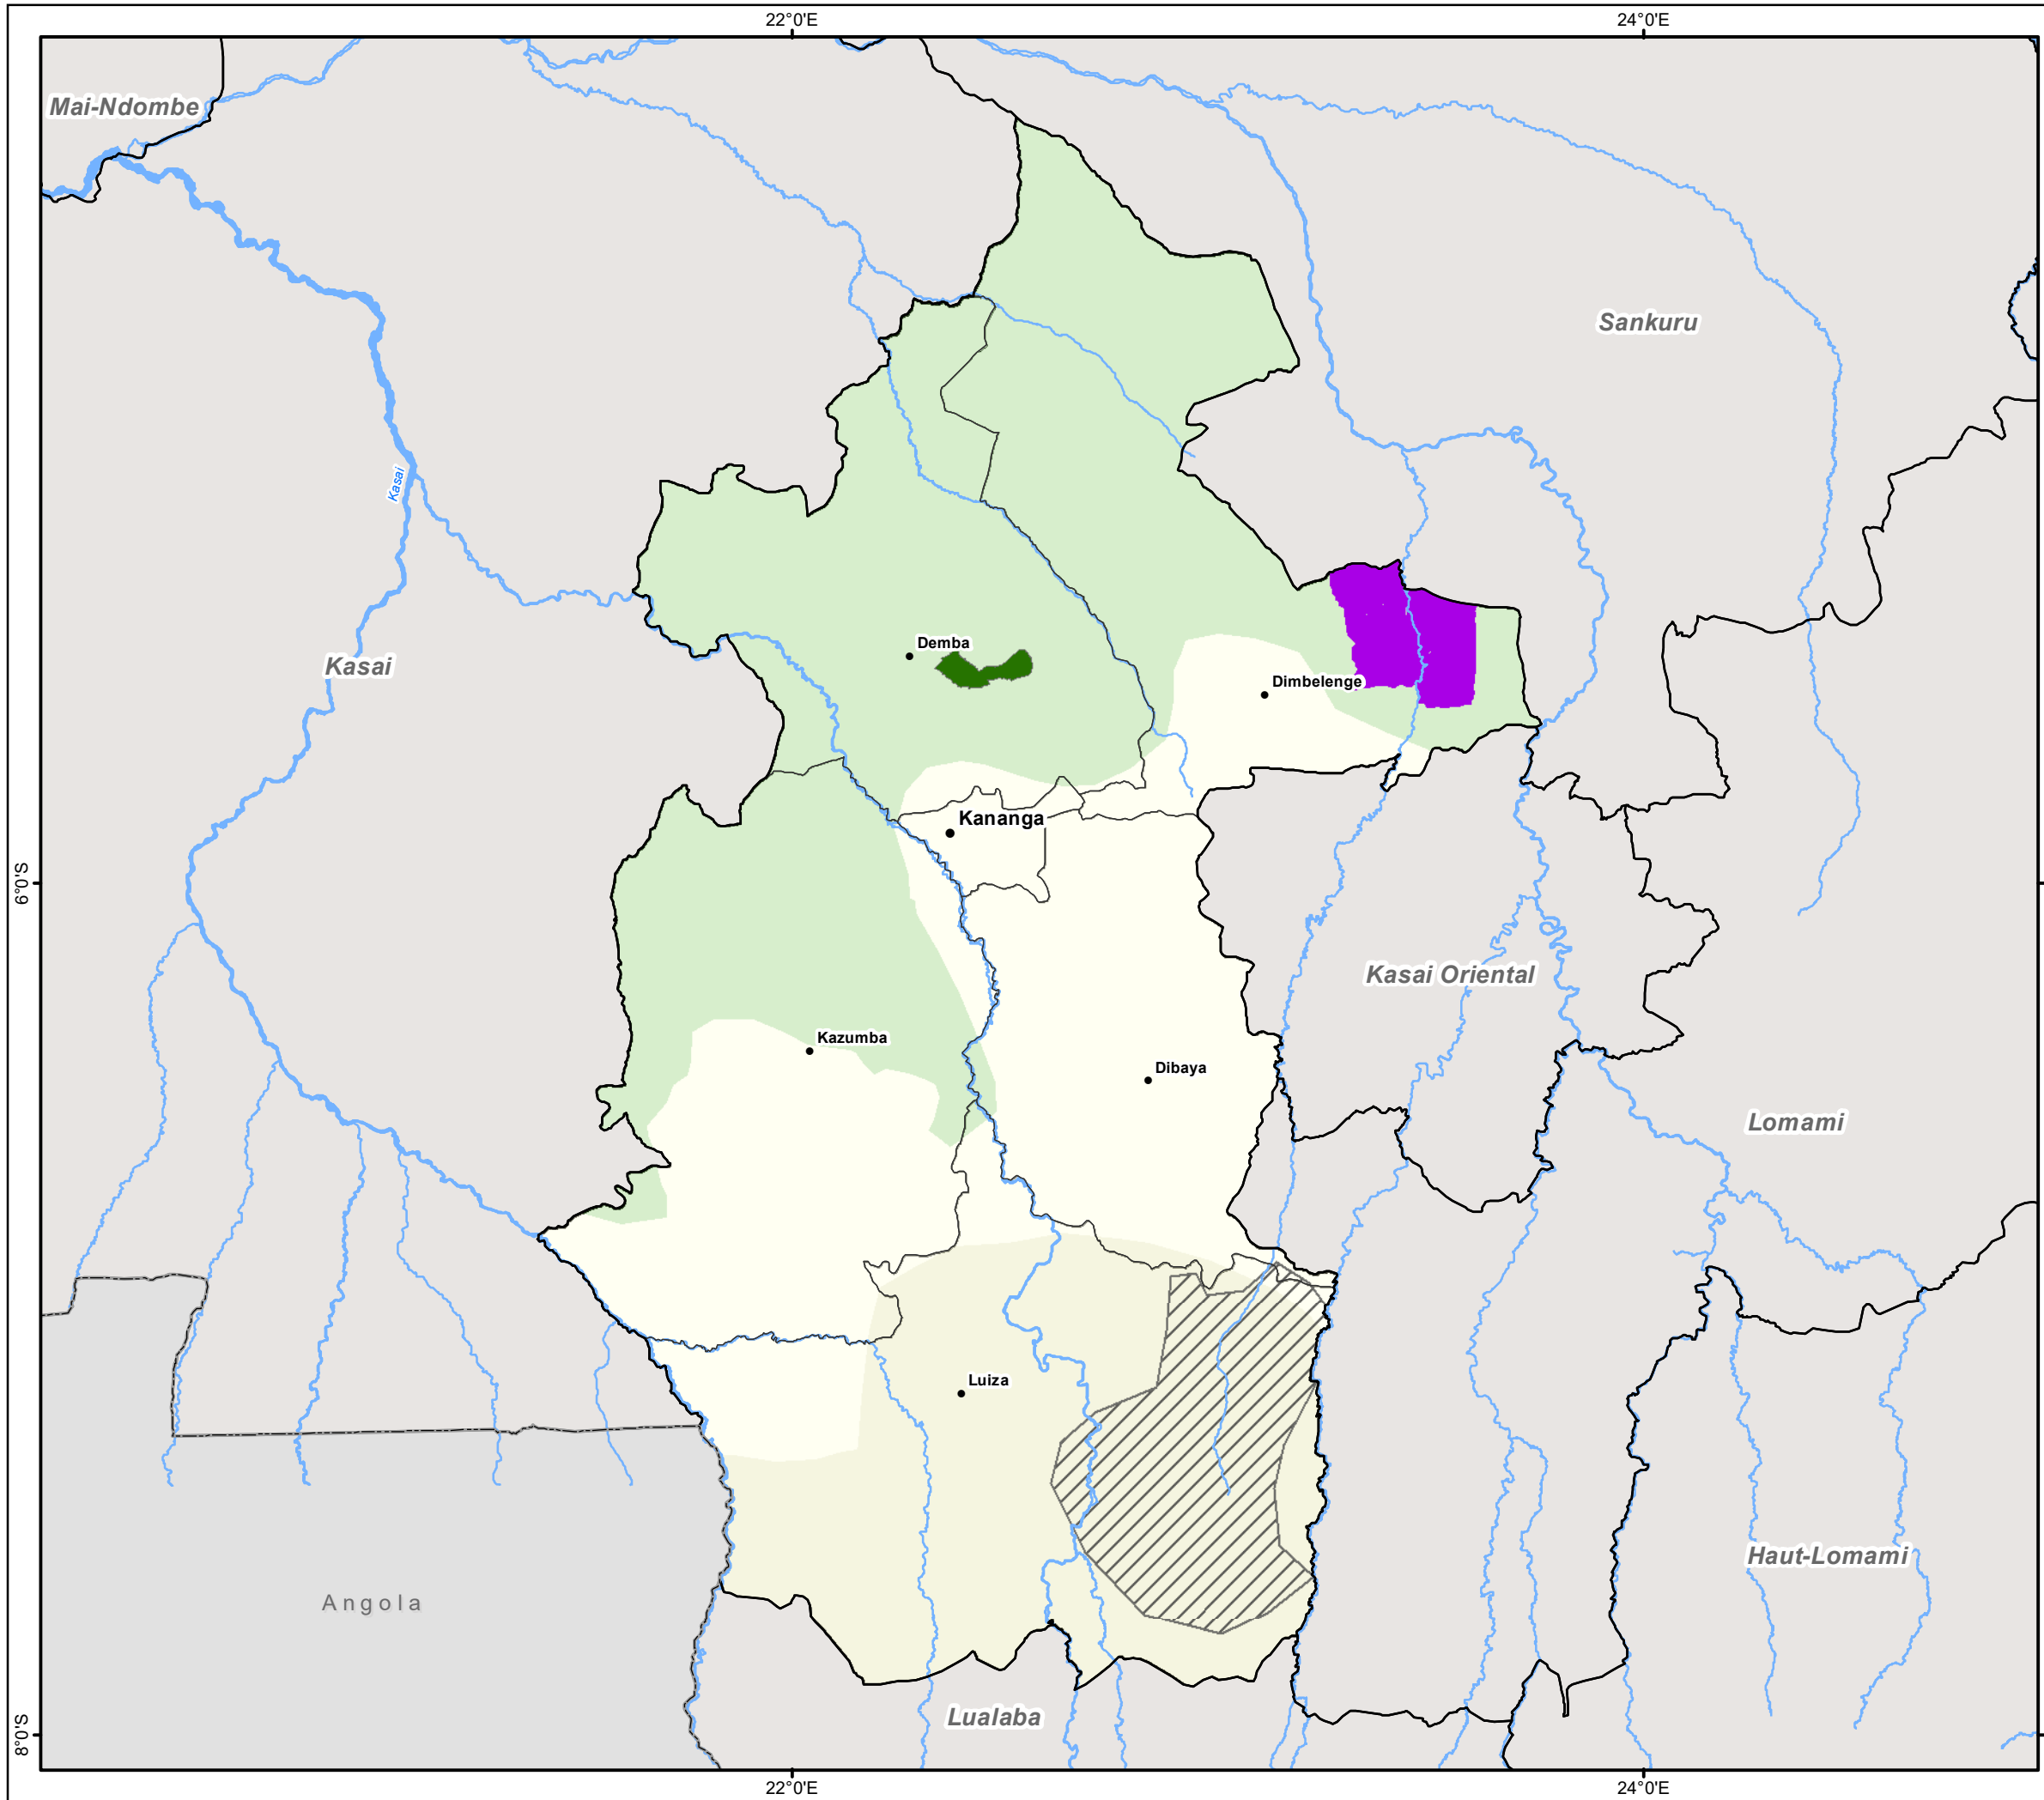 22°0'E
24°0'E
Mai-Ndombe
Sankuru
Kasai
Demba
Kasai
Dimbelenge
Kananga
6°0'S
Kasai Oriental
Kazumba
Dibaya
Lomami
Luiza
Haut-Lomami
Angola
Lualaba
8°0'S
22°0'E
24°0'E